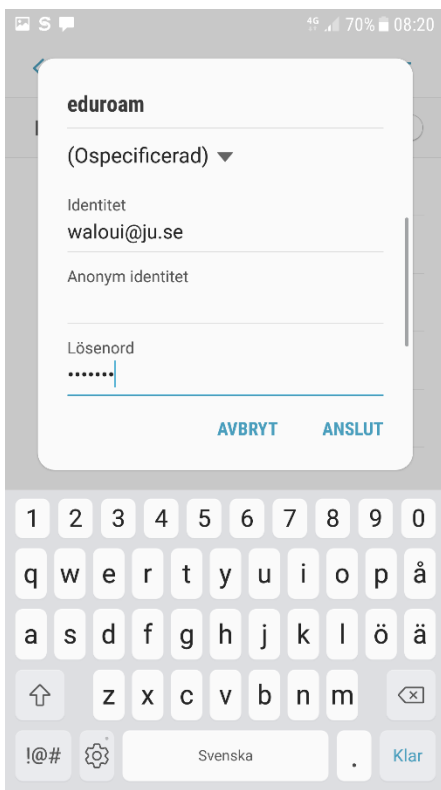 S 4G 70% 08:20
eduroam
(Ospecificerad)
Identitet
waloui@ju.se
Anonym identitet
Lösenord
•••••••
AVBRYT ANSLUT
1 2 3 4 5 6 7 8 9 0
q w e r t y u i o p å
a s d f g h j k l ö ä
z x c v b n m
!@# Svenska . Klar